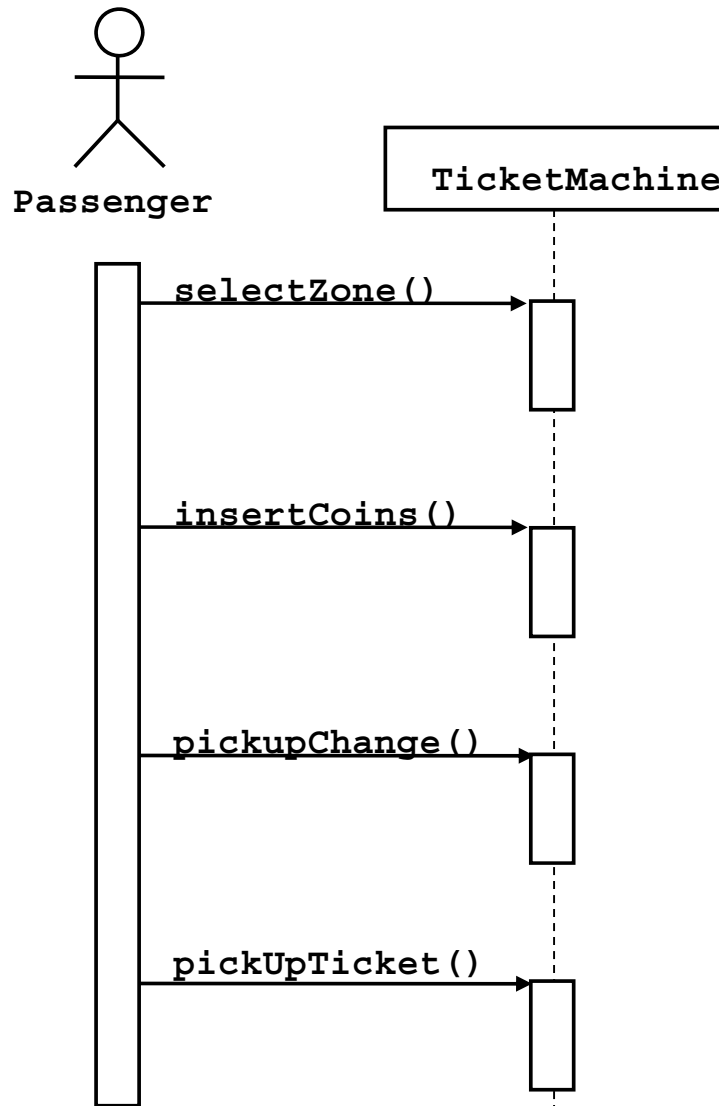 Passenger
TicketMachine
selectZone()
insertCoins()
pickupChange()
pickUpTicket()